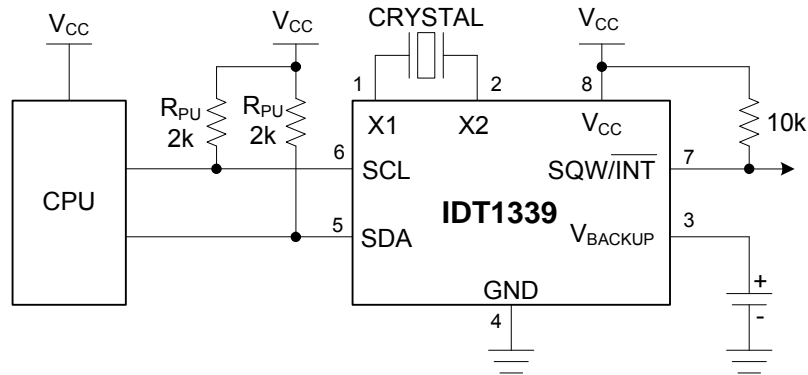 CRYSTAL
VCC
VCC
VCC
1
2
8
RPU
2k
RPU
2k
X1
X2
VCC
10k
6
SCL
SQW/INT
7
CPU
IDT1339
5
SDA
VBACKUP
3
GND
4
+
-